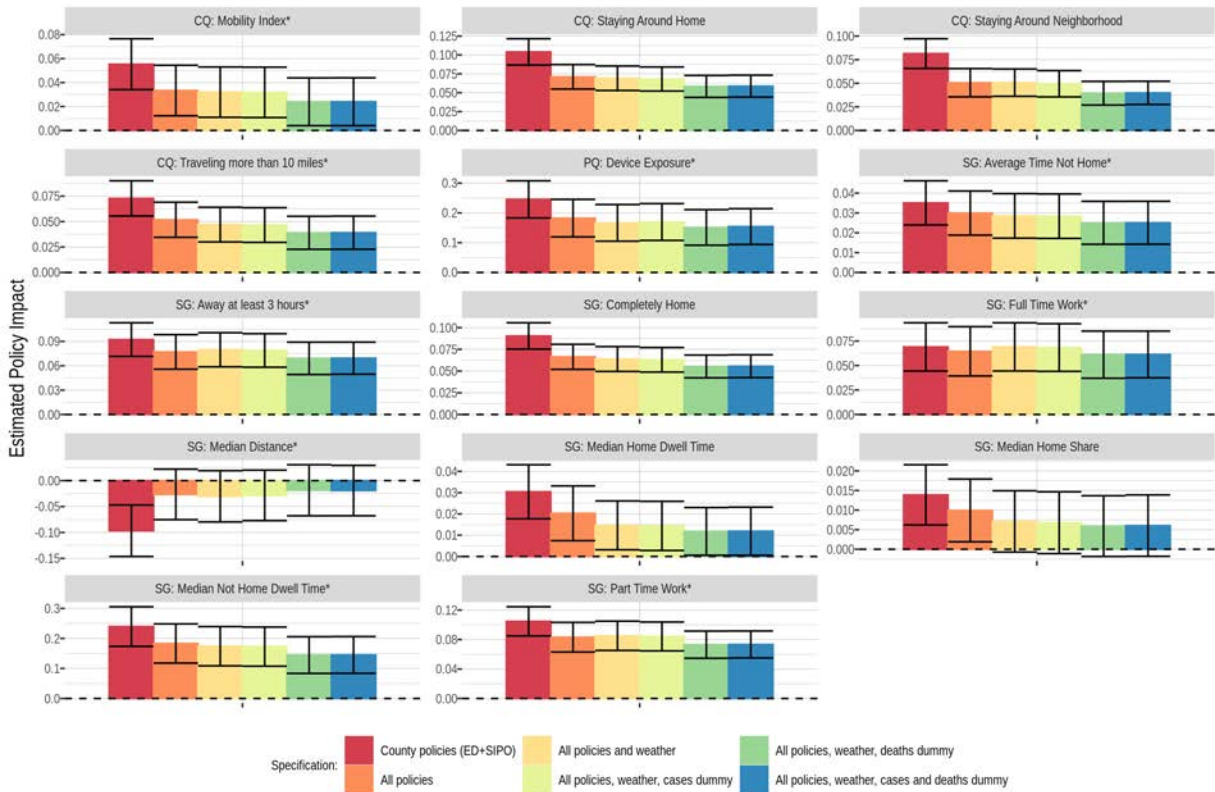 CQ: Mobility Index*
CQ: Staying Around Home
CQ: Staying Around Neighborhood
0.08
0.06
0.04
0.02
0.00
0.125
0.100
0.075
0.050
0.025
0.000
0.100
0.075
0.050
0.025
0.000
CQ: Traveling more than 10 miles*
PQ: Device Exposure*
SG: Average Time Not Home*
0.075
0.050
0.025
0.000
0.3
0.2
0.1
0.0
0.04
0.03
0.02
0.01
0.00
SG: Away at least 3 hours*
SG: Completely Home
SG: Full Time Work*
0.09
0.06
0.03
0.00
0.100
0.075
0.050
0.025
0.000
0.075
0.050
0.025
0.000
Estimated Policy Impact
SG: Median Distance*
SG: Median Home Dwell Time
SG: Median Home Share
0.00
-0.05
-0.10
-0.15
0.04
0.03
0.02
0.01
0.00
0.020
0.015
0.010
0.005
0.000
SG: Median Not Home Dwell Time*
SG: Part Time Work*
0.3
0.2
0.1
0.0
0.12
0.08
0.04
0.00
Specification:
County policies (ED+SIPO)
All policies and weather
All policies, weather, deaths dummy
All policies
All policies, weather, cases dummy
All policies, weather, cases and deaths dummy